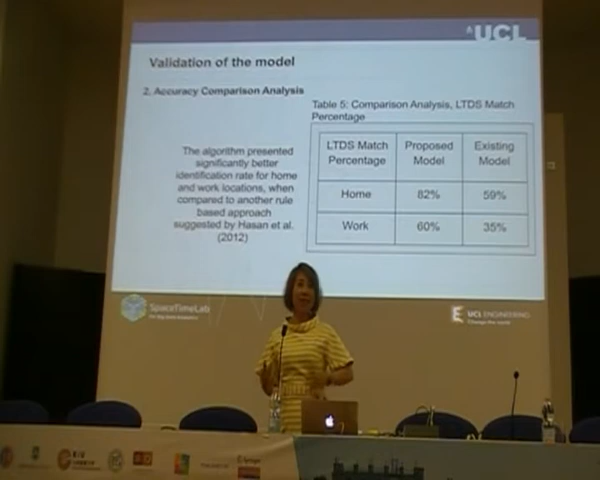 UCL
Validation of the model
2. Accuracy Comparison Analysis
Table 5: Comparison Analysis, LTDS Match
Percentage
The algorithm presented
significantly better
identification rate for home
and work locations, when
compared to another rule
based approach
suggested by Hasan et al.
(2012)
LTDS Match
Percentage
Proposed
Model
Existing
Model
Home
82%
59%
Work
60%
35%
SpaceTimeLab
UCL ENGINEERING
Change the world